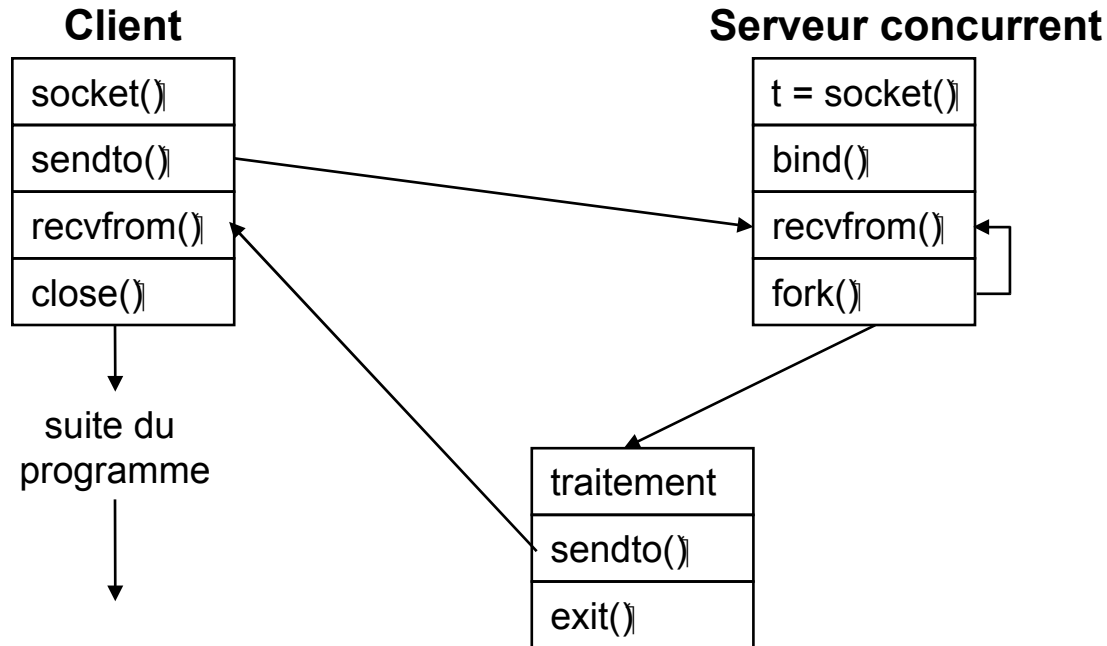 Client
socket()
sendto()
recvfrom()
close()
suite du
programme
Serveur concurrent
t = socket()
bind()
recvfrom()
fork()
traitement
sendto()
exit()